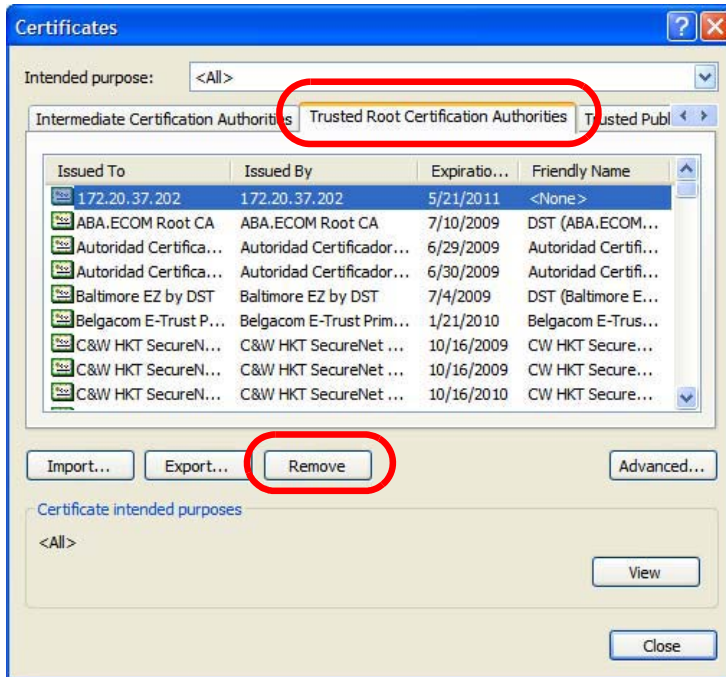 Certificates
Intended purpose: <All>
Intermediate Certification Authorities Trusted Root Certification Authorities Trusted Publ
Issued To Issued By Expiratio... Friendly Name
172.20.37.202 172.20.37.202 5/21/2011 <None>
ABA.ECOM Root CA ABA.ECOM Root CA 7/10/2009 DST (ABA.ECOM...
Autoridad Certifica... Autoridad Certificador... 6/29/2009 Autoridad Certifi...
Autoridad Certifica... Autoridad Certificador... 6/30/2009 Autoridad Certifi...
Baltimore EZ by DST Baltimore EZ by DST 7/4/2009 DST (Baltimore E...
Belgacom E-Trust P... Belgacom E-Trust Prim... 1/21/2010 Belgacom E-Trus...
C&W HKT SecureN... C&W HKT SecureNet ... 10/16/2009 CW HKT Secure...
C&W HKT SecureN... C&W HKT SecureNet ... 10/16/2009 CW HKT Secure...
C&W HKT SecureN... C&W HKT SecureNet ... 10/16/2010 CW HKT Secure...
Import... Export... Remove Advanced...
Certificate intended purposes
<All>
View
Close